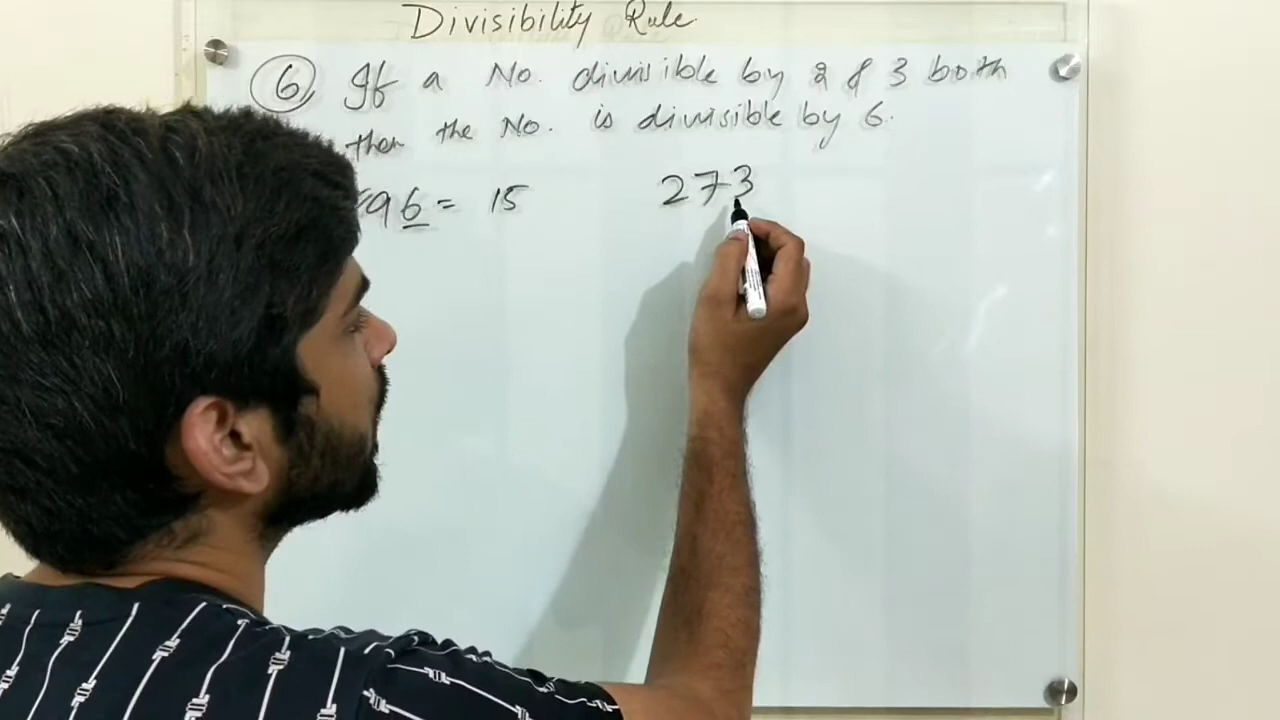 Divisibility Rule
6 If a No. divisible by 2 & 3 both
then the No. is divisible by 6.
96 = 15 273